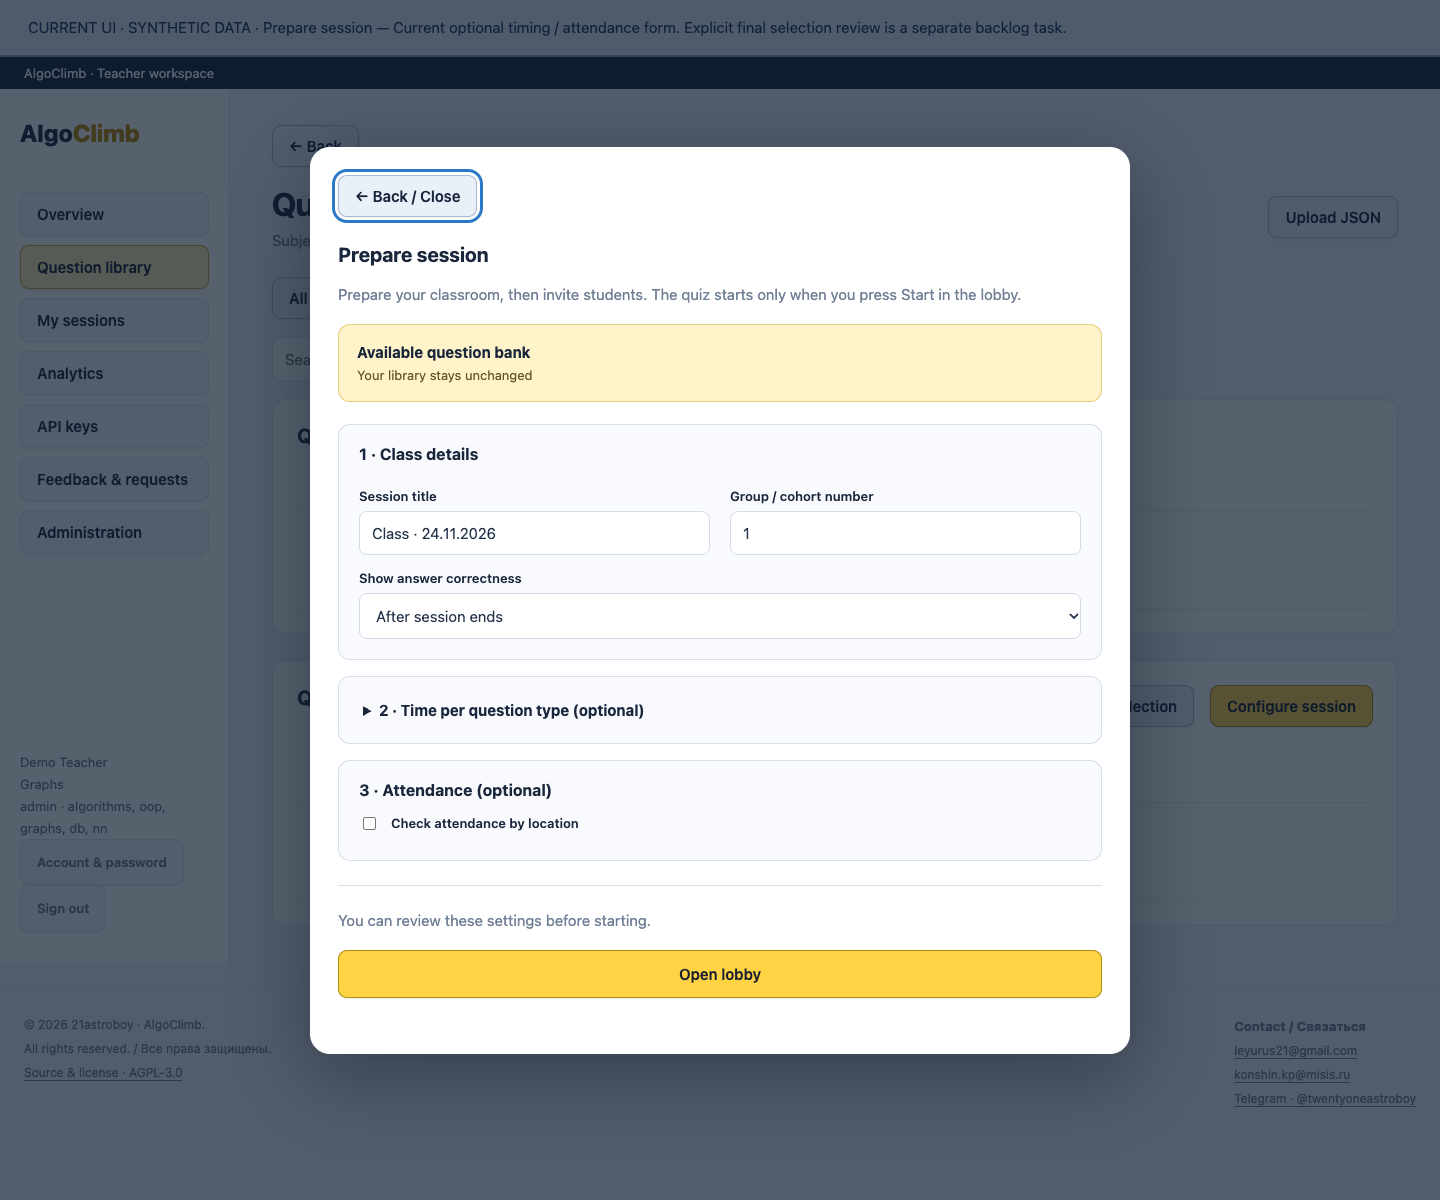 CURRENT UI · SYNTHETIC DATA · Prepare session — Current optional timing / attendance form. Explicit final selection review is a separate backlog task.
AlgoClimb · Teacher workspace
AlgoClimb
Overview
Question library
My sessions
Analytics
API keys
Feedback & requests
Administration
Demo Teacher
Graphs
admin · algorithms, oop,
graphs, db, nn
Account & password
Sign out
← Back
Upload JSON
All
← Back / Close
Prepare session
Prepare your classroom, then invite students. The quiz starts only when you press Start in the lobby.
Available question bank
Your library stays unchanged
1 · Class details
Session title
Group / cohort number
Class · 24.11.2026
1
Show answer correctness
After session ends
2 · Time per question type (optional)
3 · Attendance (optional)
Check attendance by location
You can review these settings before starting.
Open lobby
Configure session
© 2026 21astroboy · AlgoClimb.
All rights reserved. / Все права защищены.
Source & license · AGPL-3.0
Contact / Связаться
leyurus21@gmail.com
konshin.kp@misis.ru
Telegram · @twentyoneastroboy